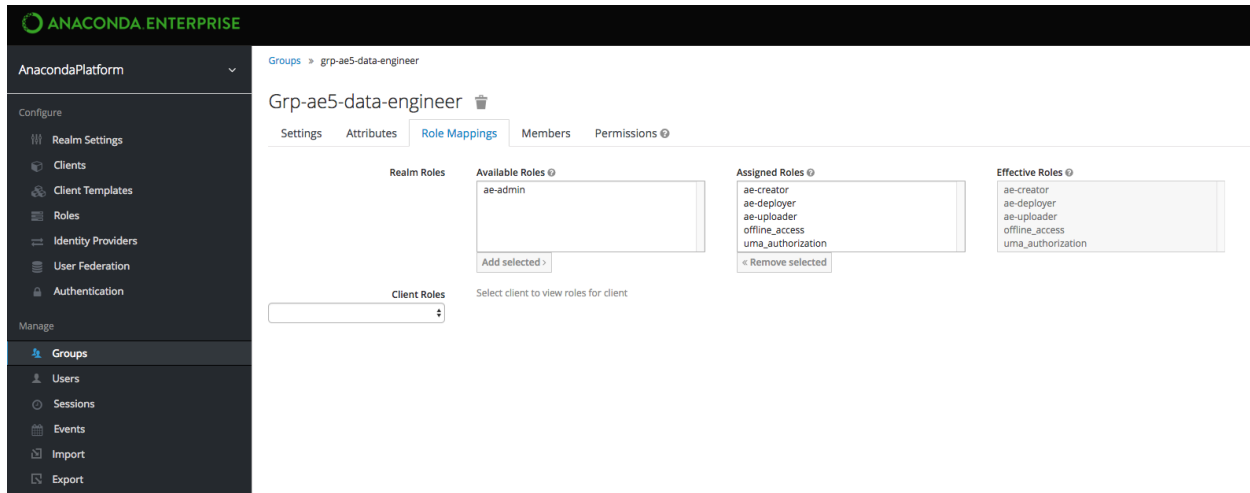 ANACONDA.ENTERPRISE
AnacondaPlatform
Configure
Realm Settings
Clients
Client Templates
Roles
Identity Providers
User Federation
Authentication
Manage
Groups
Users
Sessions
Events
Import
Export
Groups » grp-ae5-data-engineer
Grp-ae5-data-engineer
Settings Attributes Role Mappings Members Permissions
Realm Roles
Available Roles
ae-admin
Add selected >
Assigned Roles
ae-creator
ae-deployer
ae-uploader
offline_access
uma_authorization
« Remove selected
Effective Roles
ae-creator
ae-deployer
ae-uploader
offline_access
uma_authorization
Client Roles
Select client to view roles for client